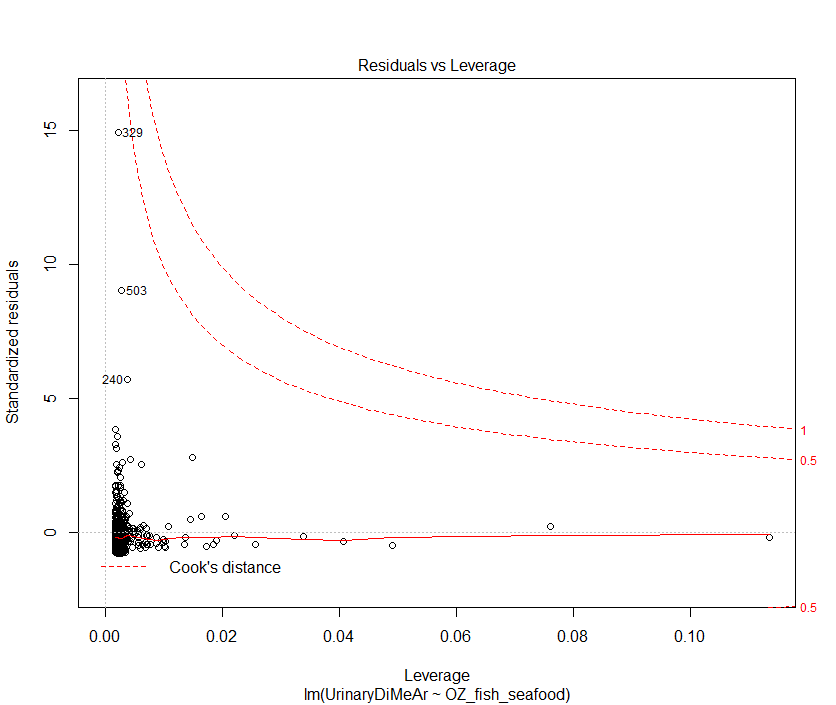 Residuals vs Leverage
Standardized residuals
15
10
5
0
329
503
240
1
0.5
0.5
Cook's distance
0.00 0.02 0.04 0.06 0.08 0.10
Leverage
lm(UrinaryDiMeAr ~ OZ_fish_seafood)